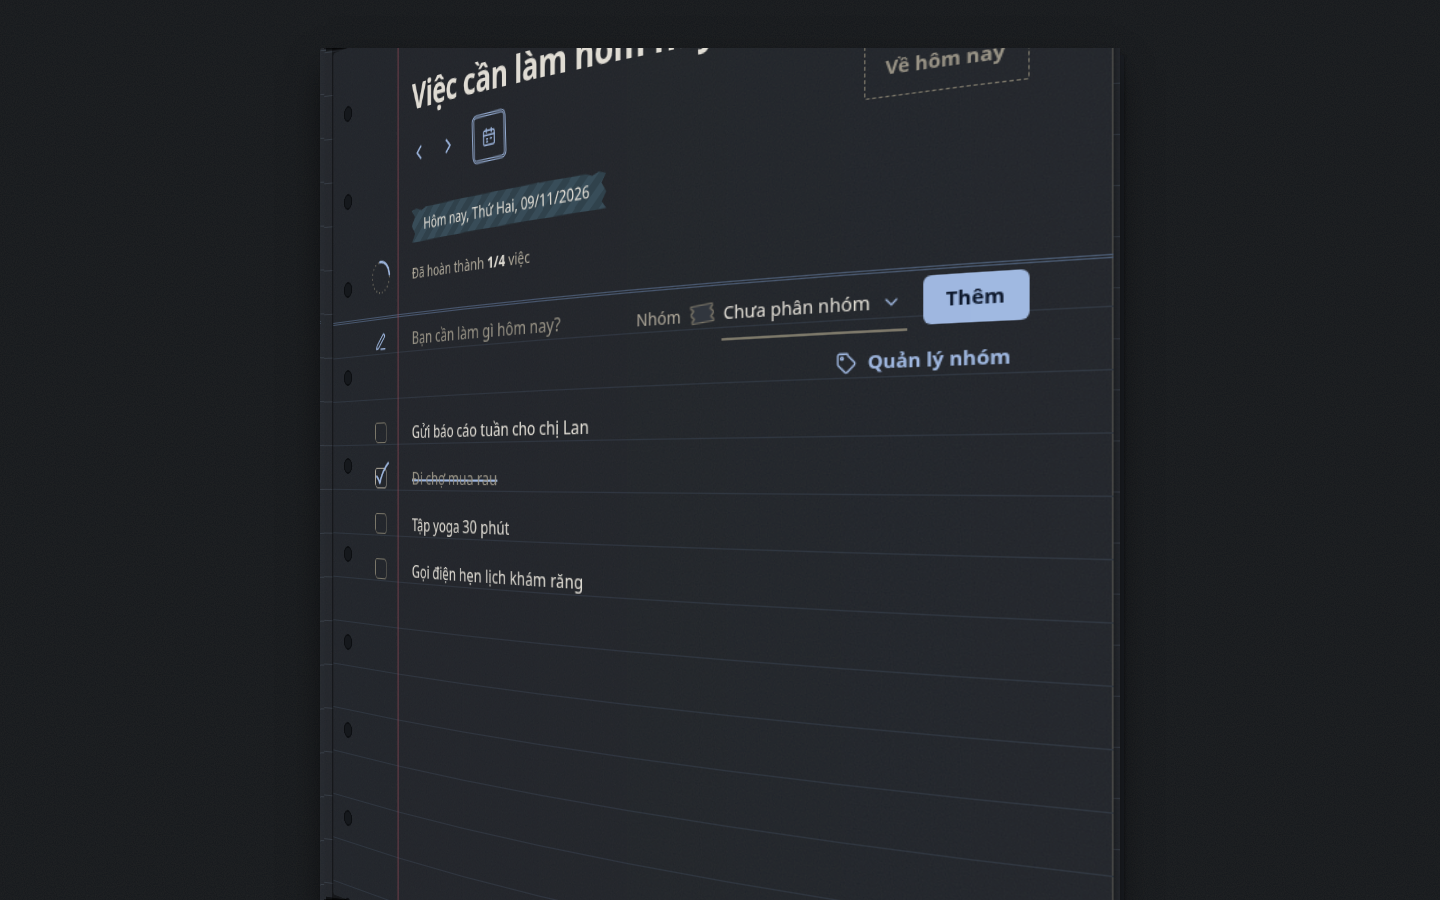 Việc cần làm hôm nay
Về hôm nay
Hôm nay, Thứ Hai, 09/11/2026
Đã hoàn thành 1/4 việc
Bạn cần làm gì hôm nay?
Nhóm
Chưa phân nhóm
Thêm
Quản lý nhóm
Gửi báo cáo tuần cho chị Lan
Đi chợ mua rau
Tập yoga 30 phút
Gọi điện hẹn lịch khám răng